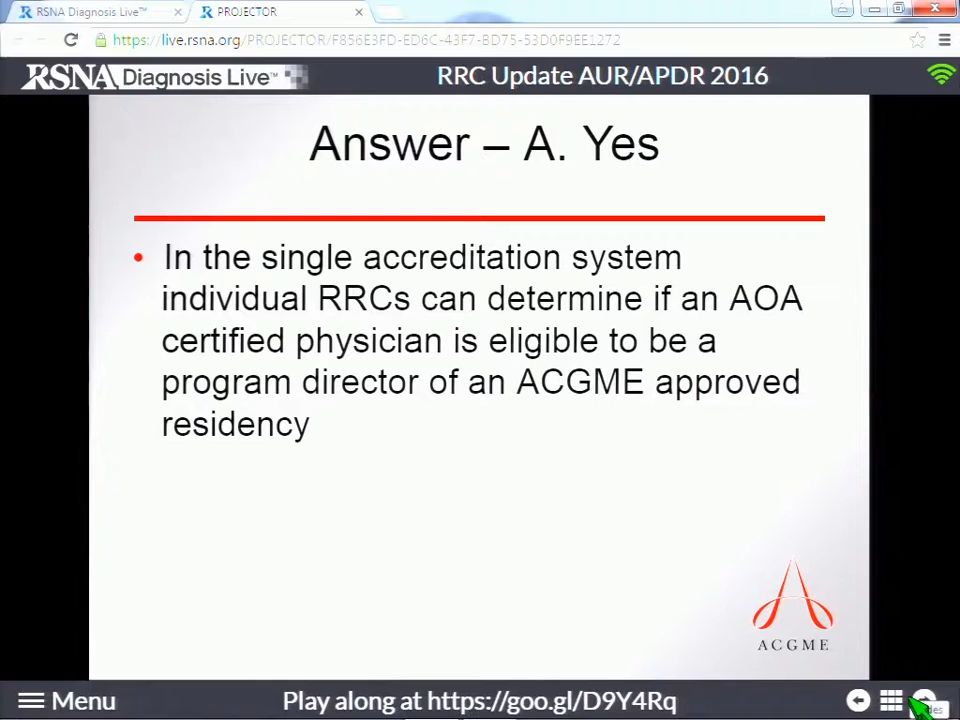 RSNA Diagnosis Live™
PROJECTOR
https://live.rsna.org/PROJECTOR/F856E3FD-ED6C-43F7-BD75-53D0F9EE1272
RSNA Diagnosis Live™
RRC Update AUR/APDR 2016
Answer – A. Yes
• In the single accreditation system
individual RRCs can determine if an AOA
certified physician is eligible to be a
program director of an ACGME approved
residency
ACGME
Menu
Play along at https://goo.gl/D9Y4Rq